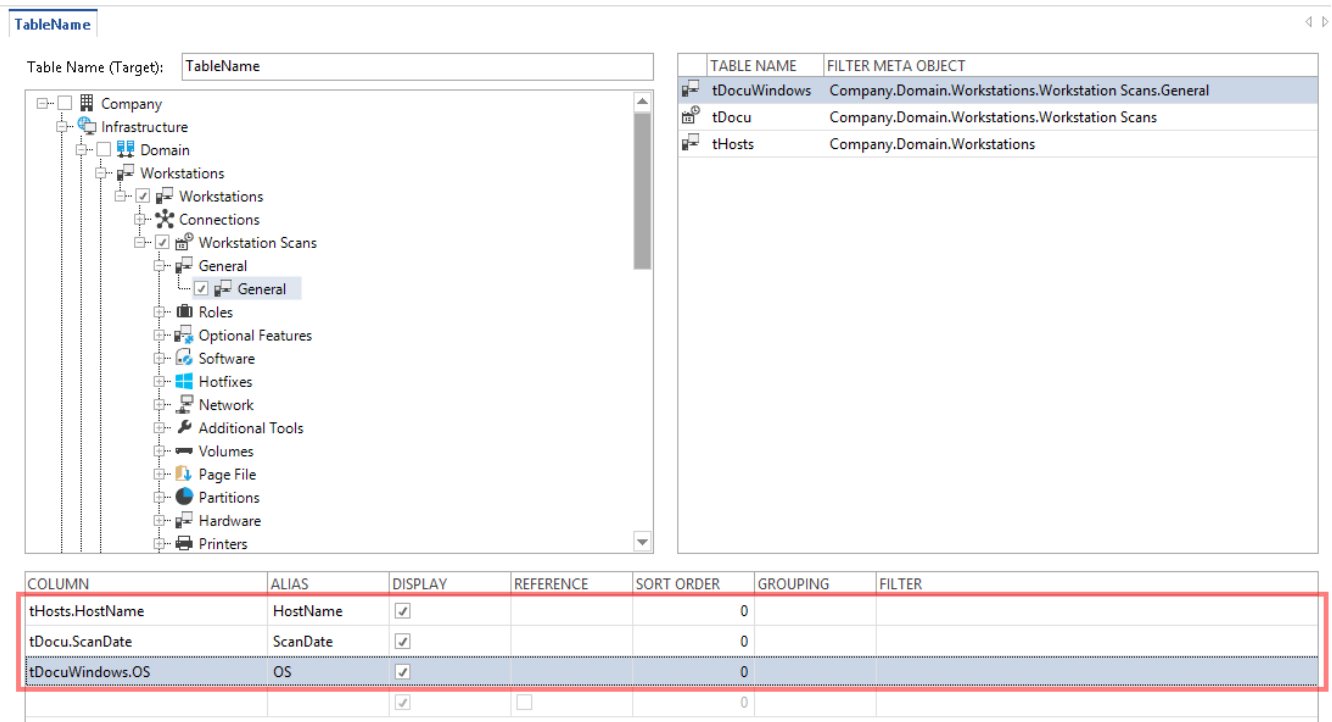 TableName
Table Name (Target): TableName
Company
Infrastructure
Domain
Workstations
Workstations
Connections
Workstation Scans
General
General
Roles
Optional Features
Software
Hotfixes
Network
Additional Tools
Volumes
Page File
Partitions
Hardware
Printers
TABLE NAME FILTER META OBJECT
tDocuWindows Company.Domain.Workstations.Workstation Scans.General
tDocu Company.Domain.Workstations.Workstation Scans
tHosts Company.Domain.Workstations
COLUMN ALIAS DISPLAY REFERENCE SORT ORDER GROUPING FILTER
tHosts.HostName HostName 0
tDocu.ScanDate ScanDate 0
tDocuWindows.OS OS 0
0